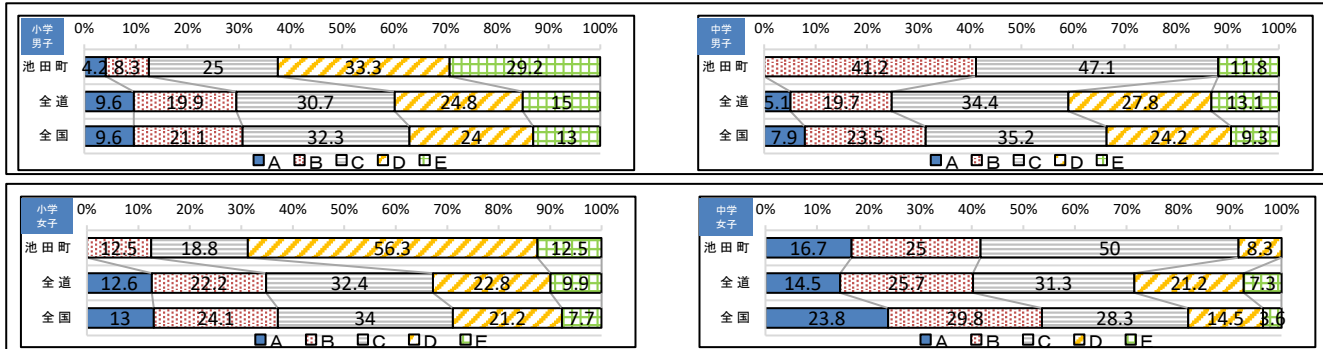 小学
男子
0% 10% 20% 30% 40% 50% 60% 70% 80% 90% 100%
池田町 4.2 8.3 25 33.3 29.2
全道 9.6 19.9 30.7 24.8 15
全国 9.6 21.1 32.3 24 13
A B C D E
中学
男子
0% 10% 20% 30% 40% 50% 60% 70% 80% 90% 100%
池田町 41.2 47.1 11.8
全道 5.1 19.7 34.4 27.8 13.1
全国 7.9 23.5 35.2 24.2 9.3
A B C D E
小学
女子
0% 10% 20% 30% 40% 50% 60% 70% 80% 90% 100%
池田町 12.5 18.8 56.3 12.5
全道 12.6 22.2 32.4 22.8 9.9
全国 13 24.1 34 21.2 7.7
A B C D E
中学
女子
0% 10% 20% 30% 40% 50% 60% 70% 80% 90% 100%
池田町 16.7 25 50 8.3
全道 14.5 25.7 31.3 21.2 7.3
全国 23.8 29.8 28.3 14.5 3.6
A B C D E